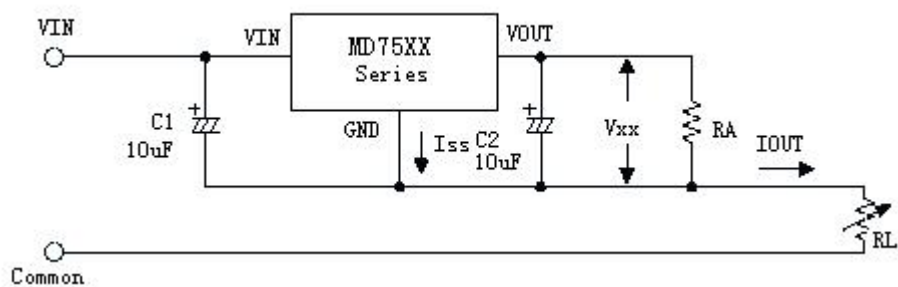 VIN
VIN
MD75XX
Series
VOUT
C1
10uF
GND
Iss
C2
10uF
Vxx
RA
IOUT
RL
Common